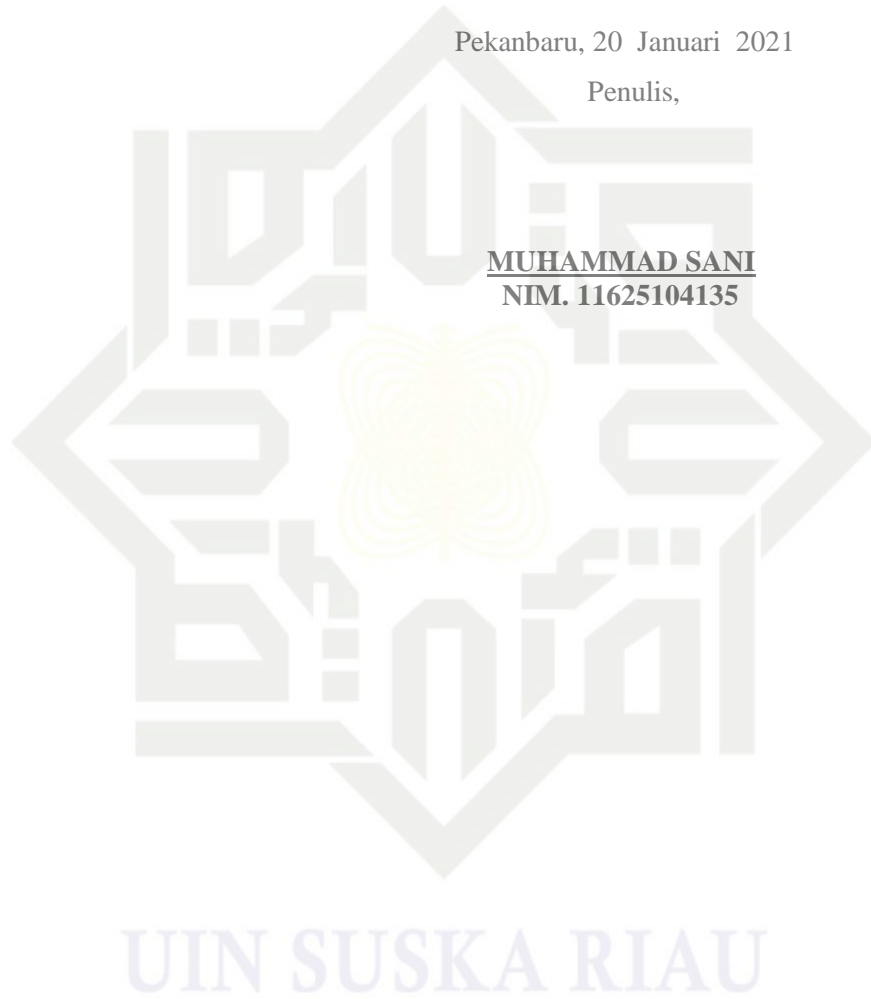 Pekanbaru, 20 Januari 2021
Penulis,
MUHAMMAD SANI
NIM. 11625104135
UIN SUSKA RIAU